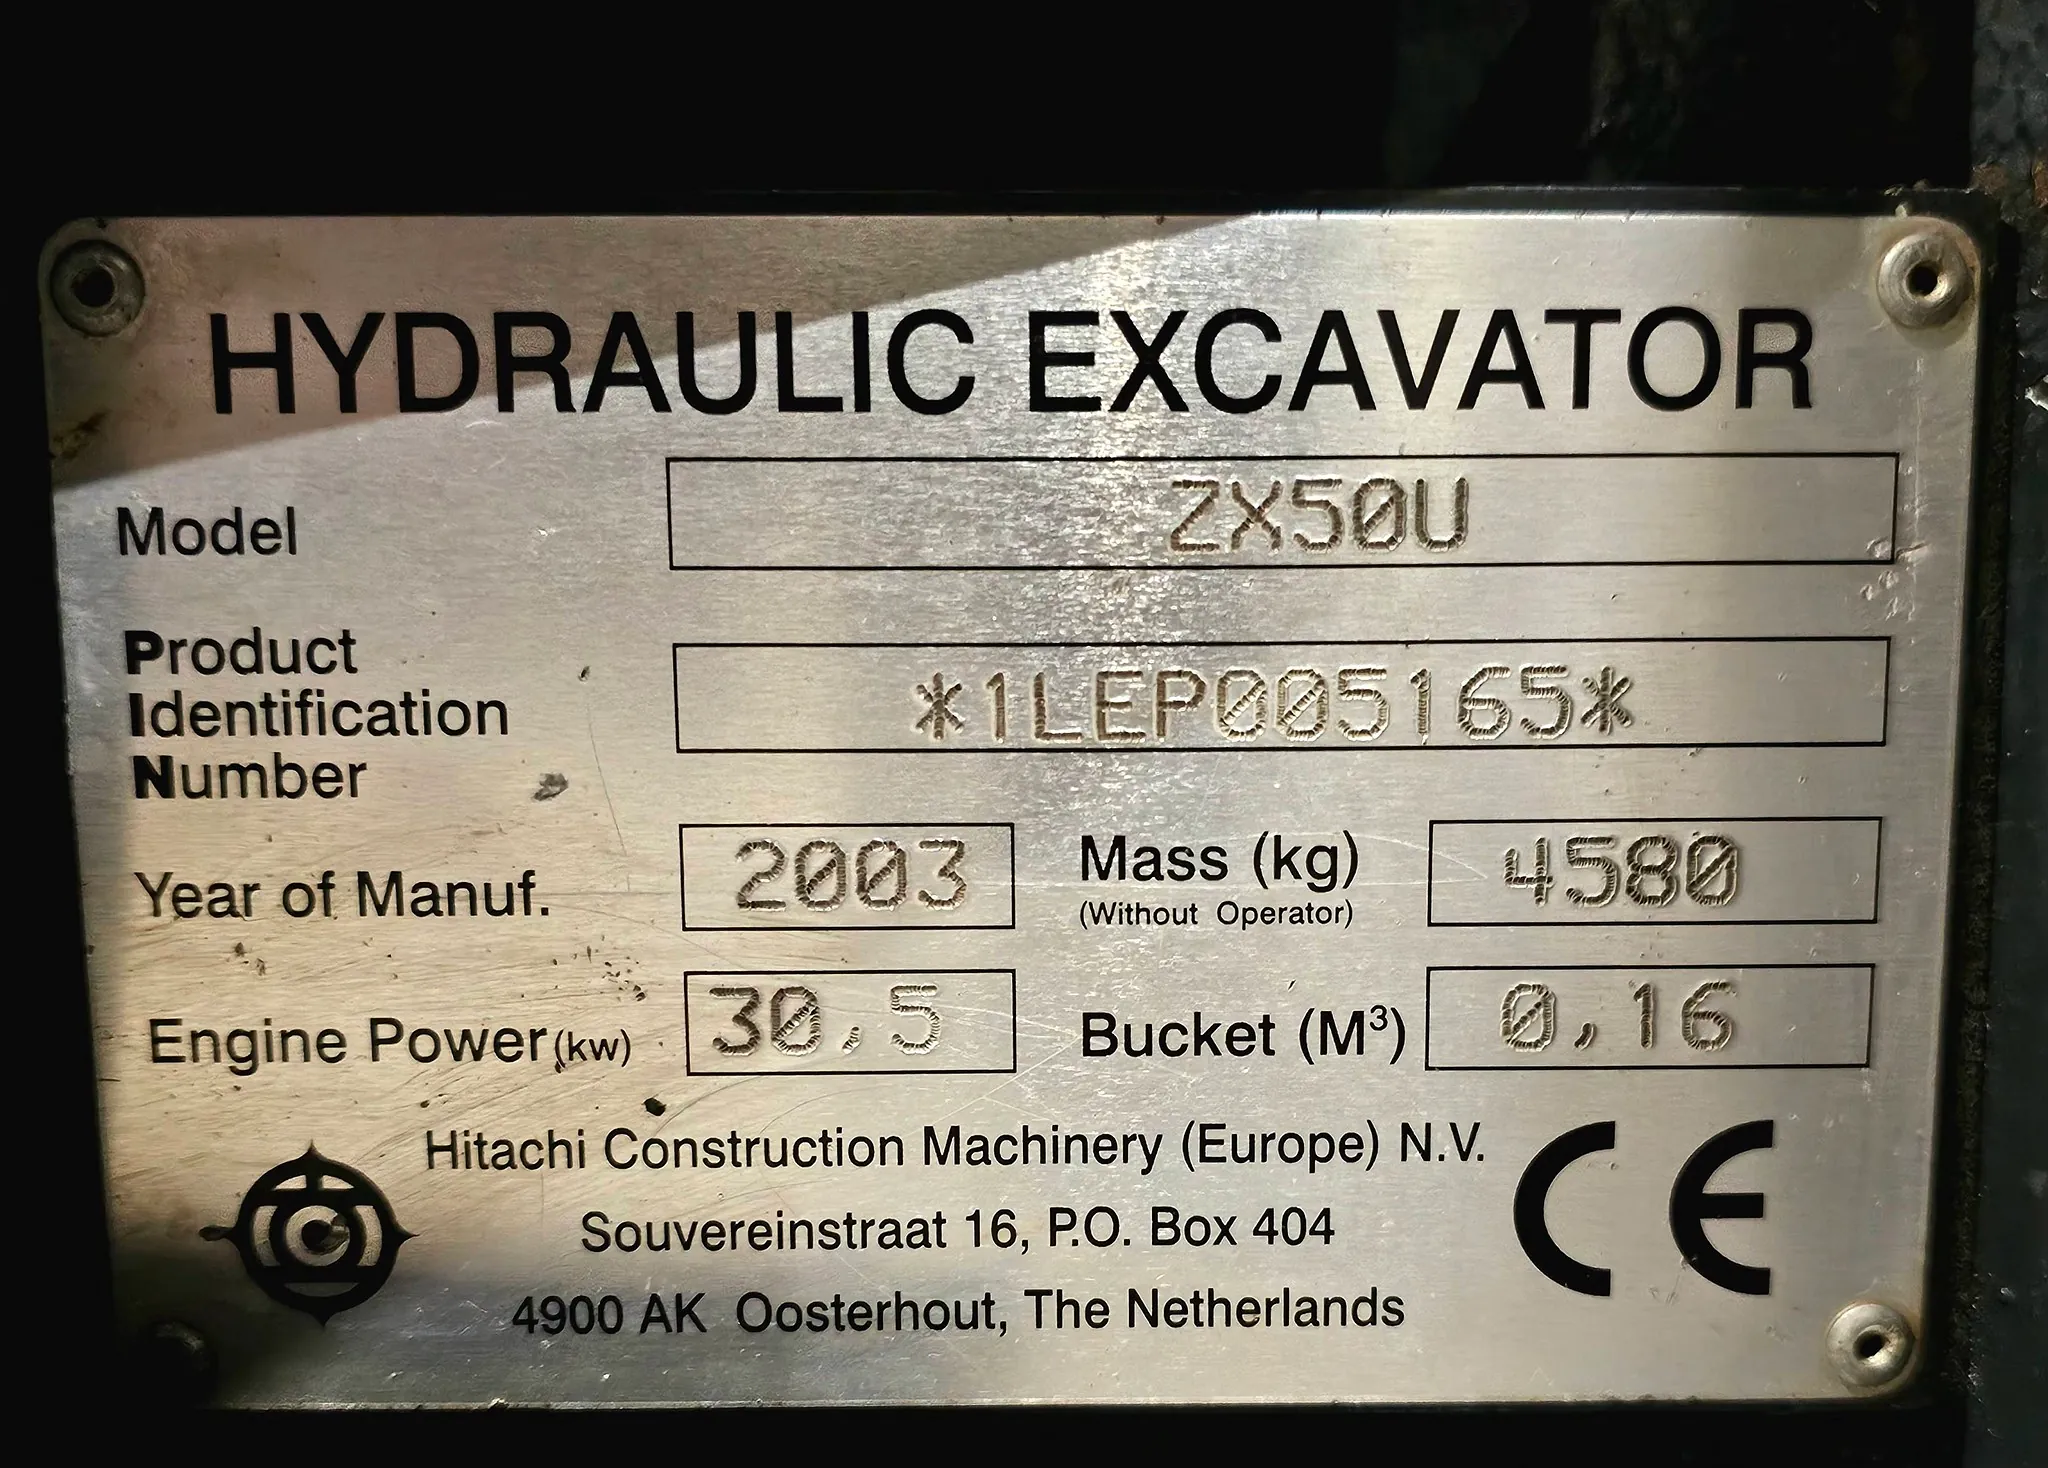 HYDRAULIC EXCAVATOR
Model ZX50U
Product
Identification *1LEP005165*
Number
Year of Manuf. 2003 Mass (kg) 4580
(Without Operator)
Engine Power (kw) 30,5 Bucket (M³) 0,16
Hitachi Construction Machinery (Europe) N.V.
Souvereinstraat 16, P.O. Box 404
4900 AK Oosterhout, The Netherlands
CE